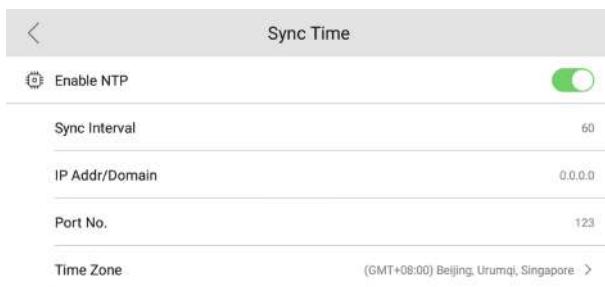 Sync Time
Enable NTP
Sync Interval 60
IP Addr/Domain 0.0.0.0
Port No. 123
Time Zone (GMT+08:00) Beijing, Urumqi, Singapore